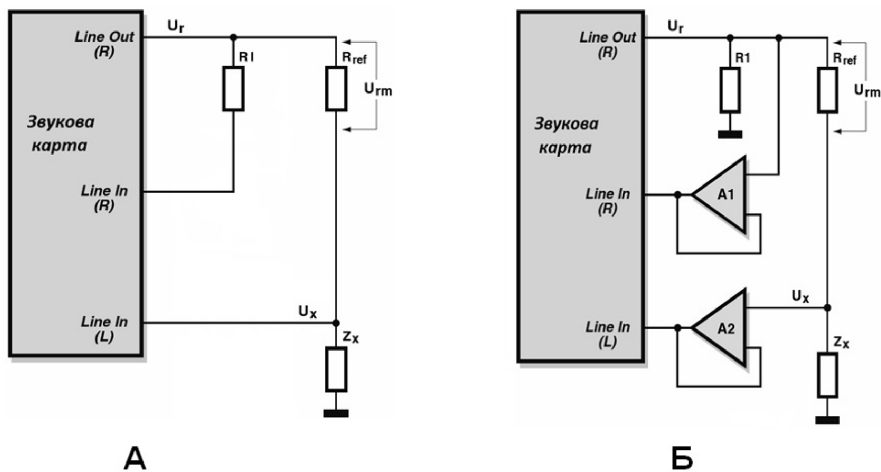 Line Out
(R)
Ur
R1
Rref
Urm
Звукова
карта
Line In
(R)
Line In
(L)
Ux
Zx
А
Line Out
(R)
Ur
R1
Rref
Urm
Звукова
карта
Line In
(R)
A1
Line In
(L)
A2
Ux
Zx
Б